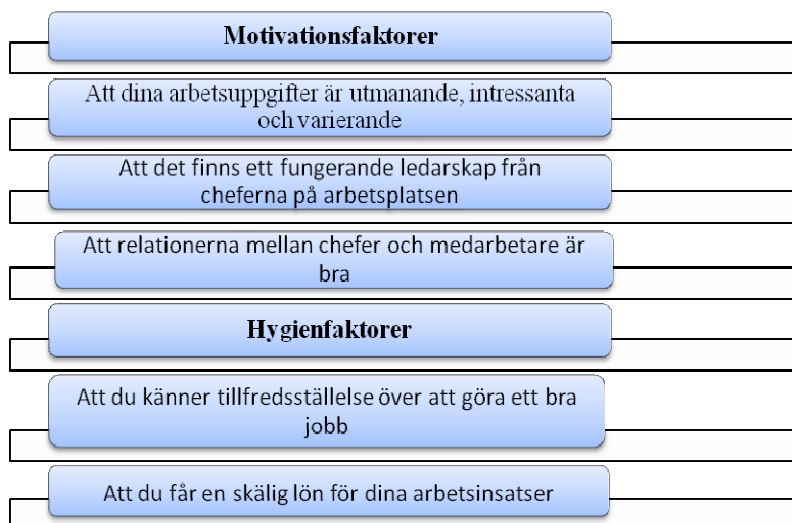 Motivationsfaktorer
Att dina arbetsuppgifter är utmanande, intressanta
och varierande
Att det finns ett fungerande ledarskap från
cheferna på arbetsplatsen
Att relationerna mellan chefer och medarbetare är
bra
Hygienfaktorer
Att du känner tillfredsställelse över att göra ett bra
jobb
Att du får en skälig lön för dina arbetsinsatser